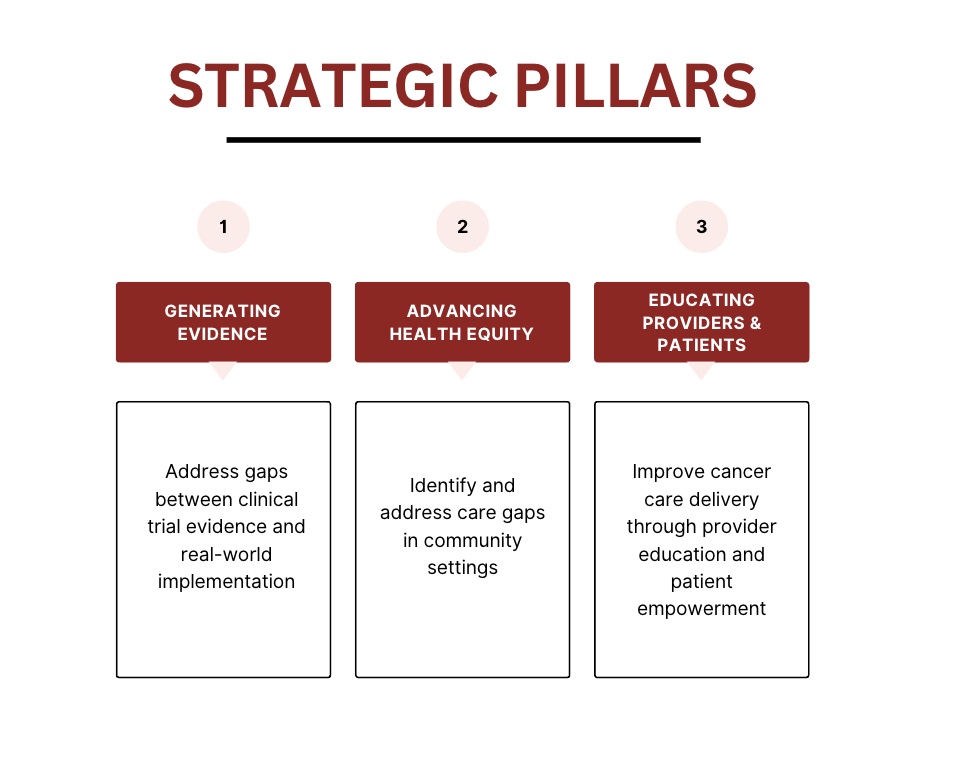 STRATEGIC PILLARS
1
GENERATING
EVIDENCE
Address gaps
between clinical
trial evidence and
real-world
implementation
2
ADVANCING
HEALTH EQUITY
Identify and
address care gaps
in community
settings
3
EDUCATING
PROVIDERS &
PATIENTS
Improve cancer
care delivery
through provider
education and
patient
empowerment